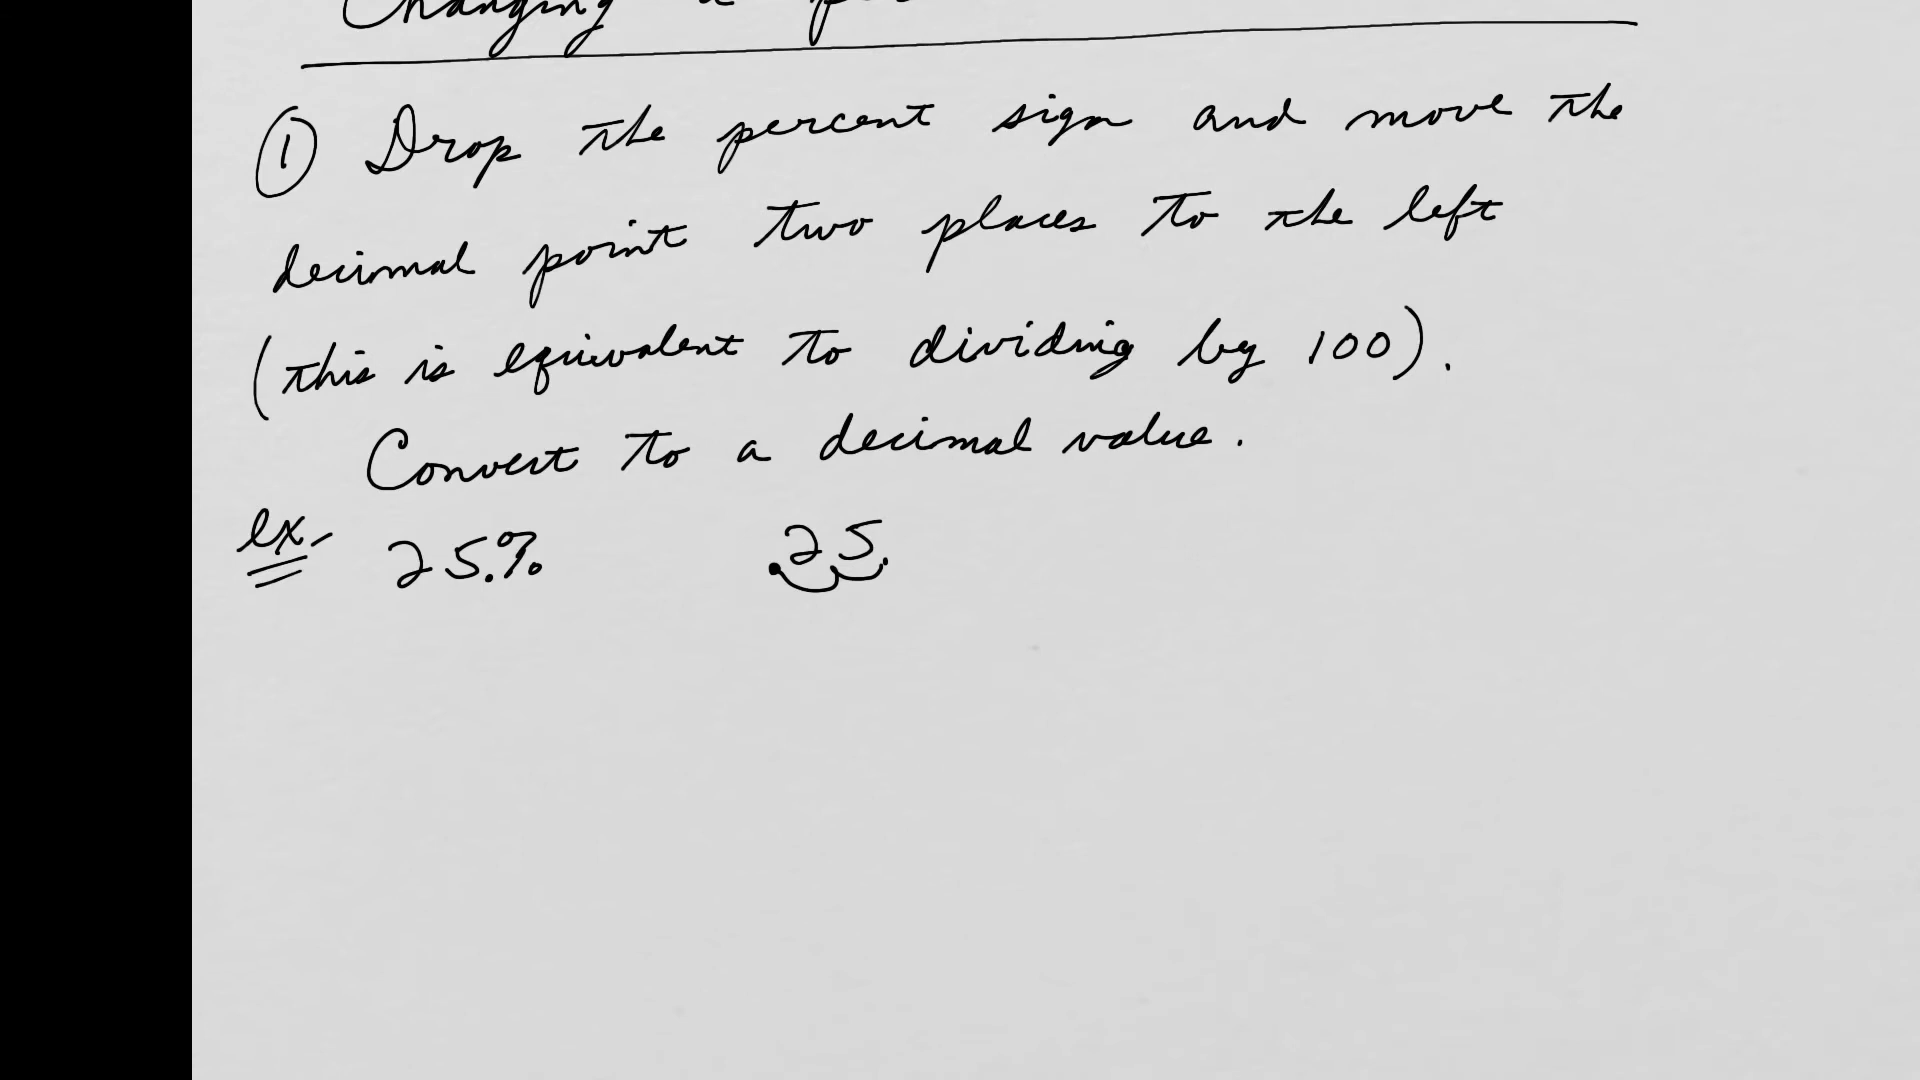 Changing a
① Drop the percent sign and move the
decimal point two places to the left
(this is equivalent to dividing by 100).
Convert to a decimal value.
ex. 25.% .25.